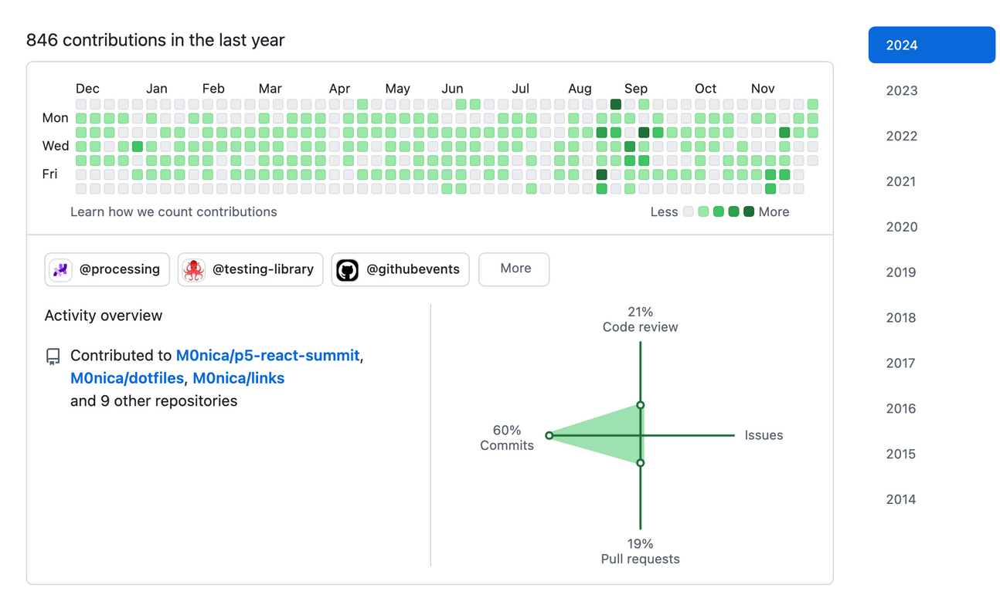 846 contributions in the last year
2024
2023
2022
2021
2020
2019
2018
2017
2016
2015
2014
Dec Jan Feb Mar Apr May Jun Jul Aug Sep Oct Nov
Mon
Wed
Fri
Learn how we count contributions
Less More
@processing @testing-library @githubevents More
Activity overview
Contributed to M0nica/p5-react-summit,
M0nica/dotfiles, M0nica/links
and 9 other repositories
21%
Code review
60%
Commits
Issues
19%
Pull requests